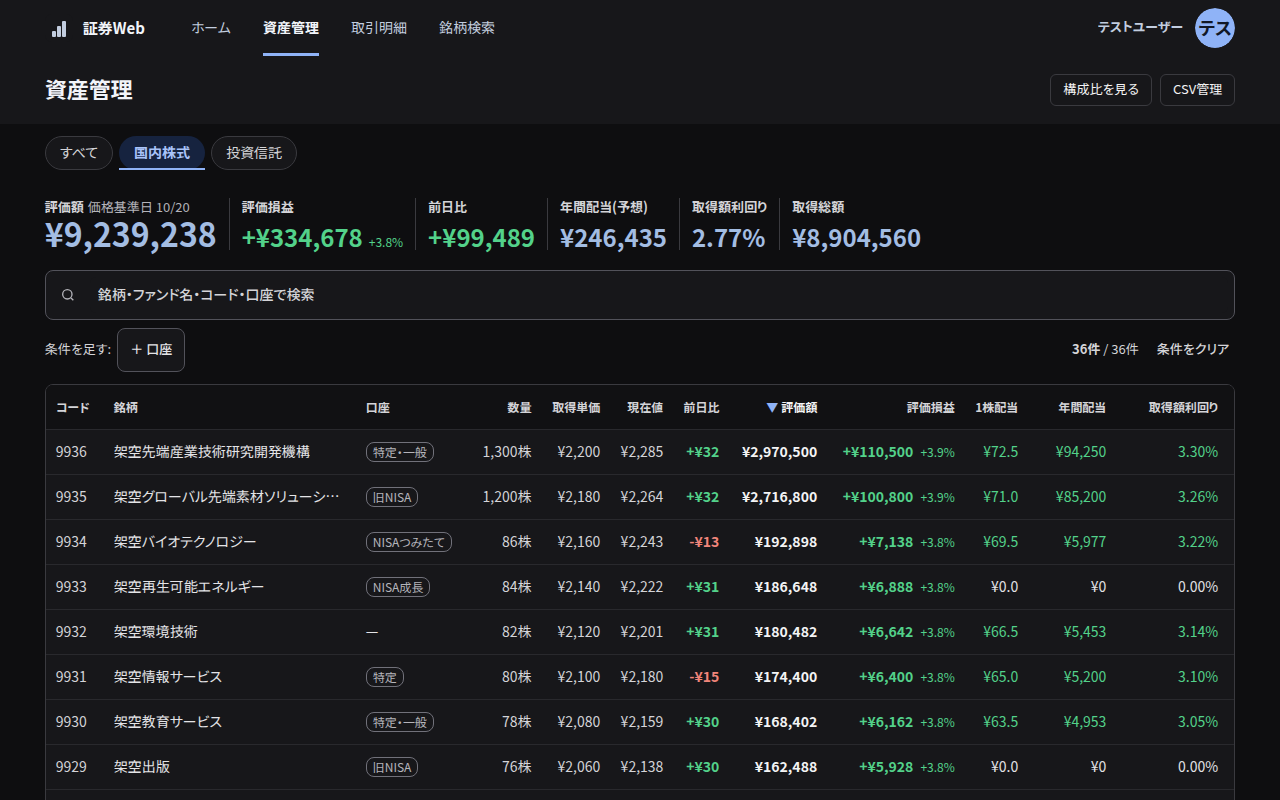 証券Web ホーム 資産管理 取引明細 銘柄検索 テストユーザー テス
資産管理 構成比を見る CSV管理
すべて 国内株式 投資信託
評価額 価格基準日 10/20 評価損益 前日比 年間配当(予想) 取得額利回り 取得総額
¥9,239,238 +¥334,678 +3.8% +¥99,489 ¥246,435 2.77% ¥8,904,560
銘柄・ファンド名・コード・口座で検索
条件を足す: ＋口座 36件 / 36件 条件をクリア
コード 銘柄 口座 数量 取得単価 現在値 前日比 ▼評価額 評価損益 1株配当 年間配当 取得額利回り
9936 架空先端産業技術研究開発機構 特定・一般 1,300株 ¥2,200 ¥2,285 +¥32 ¥2,970,500 +¥110,500 +3.9% ¥72.5 ¥94,250 3.30%
9935 架空グローバル先端素材ソリューシ… 旧NISA 1,200株 ¥2,180 ¥2,264 +¥32 ¥2,716,800 +¥100,800 +3.9% ¥71.0 ¥85,200 3.26%
9934 架空バイオテクノロジー NISAつみたて 86株 ¥2,160 ¥2,243 -¥13 ¥192,898 +¥7,138 +3.8% ¥69.5 ¥5,977 3.22%
9933 架空再生可能エネルギー NISA成長 84株 ¥2,140 ¥2,222 +¥31 ¥186,648 +¥6,888 +3.8% ¥0.0 ¥0 0.00%
9932 架空環境技術 — 82株 ¥2,120 ¥2,201 +¥31 ¥180,482 +¥6,642 +3.8% ¥66.5 ¥5,453 3.14%
9931 架空情報サービス 特定 80株 ¥2,100 ¥2,180 -¥15 ¥174,400 +¥6,400 +3.8% ¥65.0 ¥5,200 3.10%
9930 架空教育サービス 特定・一般 78株 ¥2,080 ¥2,159 +¥30 ¥168,402 +¥6,162 +3.8% ¥63.5 ¥4,953 3.05%
9929 架空出版 旧NISA 76株 ¥2,060 ¥2,138 +¥30 ¥162,488 +¥5,928 +3.8% ¥0.0 ¥0 0.00%